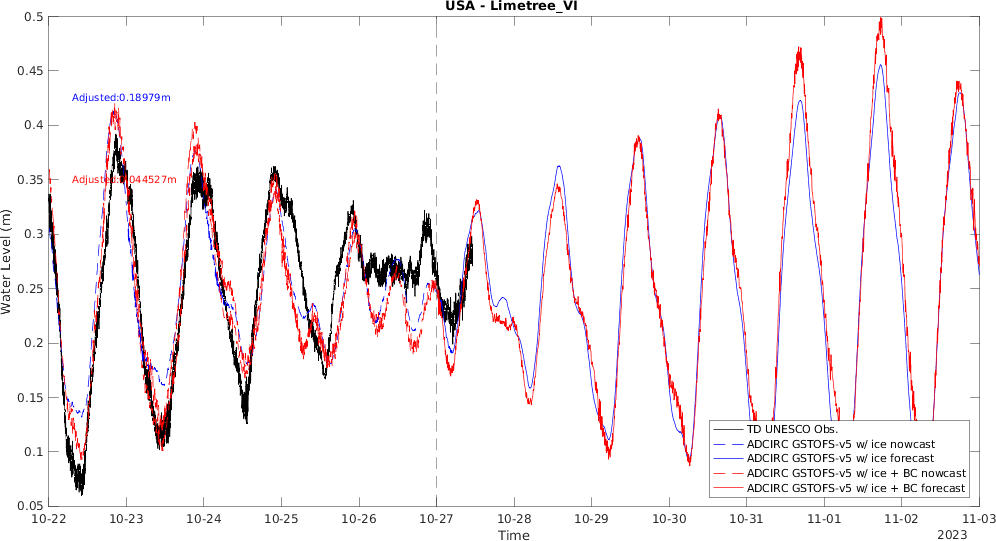 USA - Limetree_VI
0.5
0.45
0.4
0.35
0.3
0.25
0.2
0.15
0.1
0.05
Water Level (m)
Adjusted:0.18979m
Adjusted:0.044527m
TD UNESCO Obs.
ADCIRC GSTOFS-v5 w/ ice nowcast
ADCIRC GSTOFS-v5 w/ ice forecast
ADCIRC GSTOFS-v5 w/ ice + BC nowcast
ADCIRC GSTOFS-v5 w/ ice + BC forecast
10-22 10-23 10-24 10-25 10-26 10-27 10-28 10-29 10-30 10-31 11-01 11-02 11-03
Time
2023